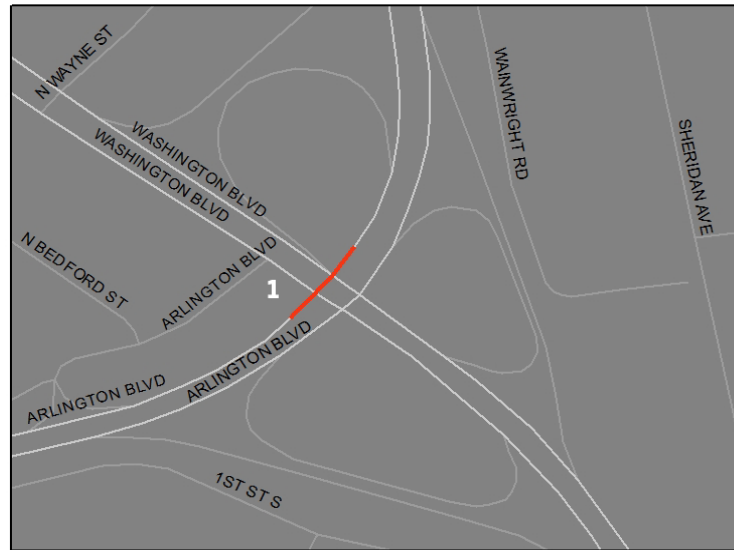 N WAYNE ST
WASHINGTON BLVD
WASHINGTON BLVD
WAINWRIGHT RD
SHERIDAN AVE
N BEDFORD ST
ARLINGTON BLVD
1
ARLINGTON BLVD
ARLINGTON BLVD
1ST ST S